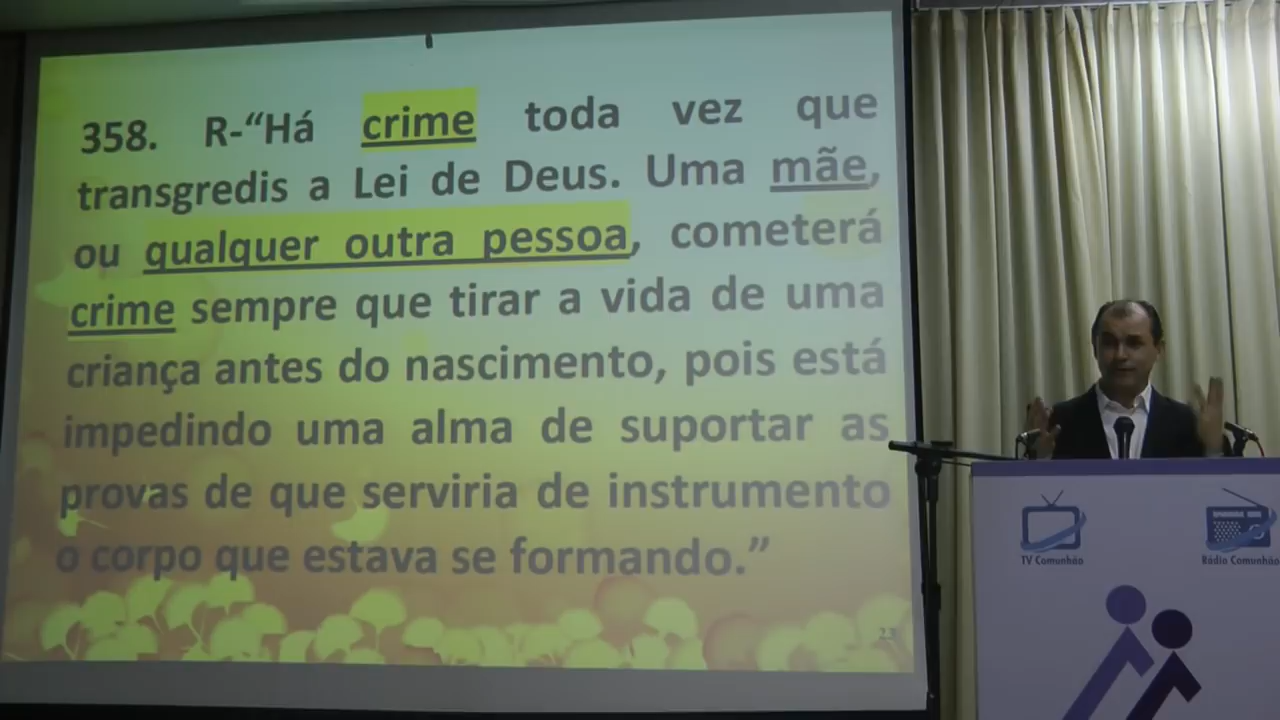 358. R-“Há crime toda vez que
transgredis a Lei de Deus. Uma mãe,
ou qualquer outra pessoa, cometerá
crime sempre que tirar a vida de uma
criança antes do nascimento, pois está
impedindo uma alma de suportar as
provas de que serviria de instrumento
o corpo que estava se formando.”
23
TV Comunhão
Rádio Comunhão